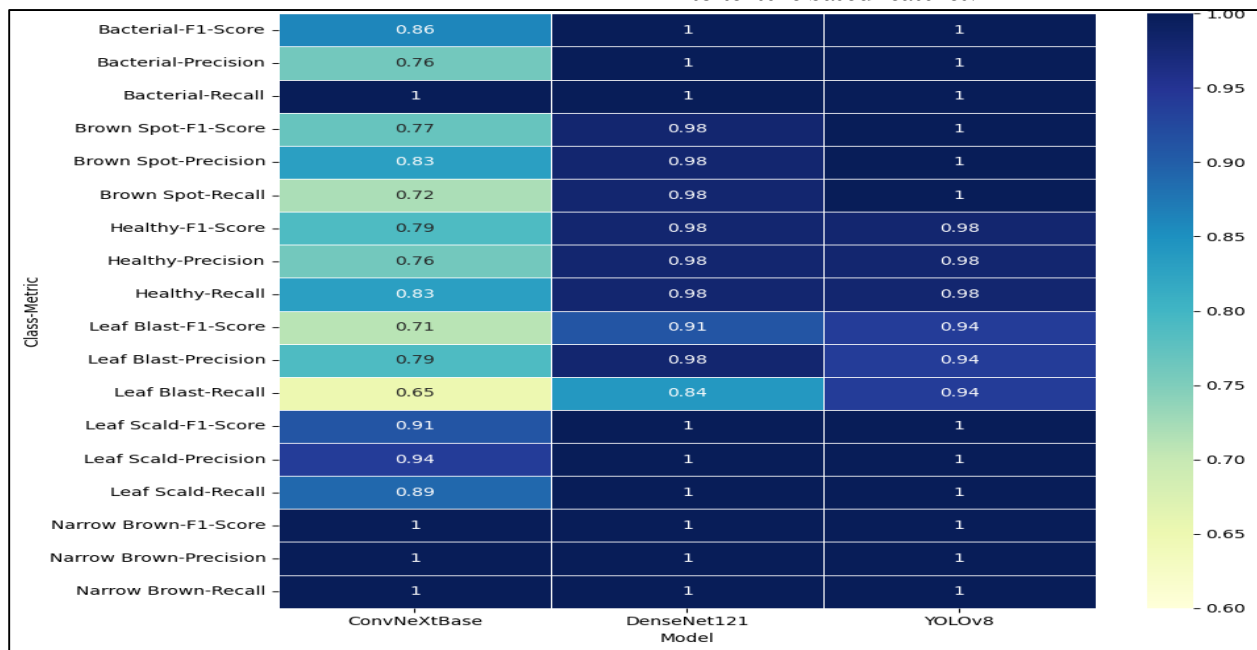 Bacterial-F1-Score 0.86 1 1 1.00
Bacterial-Precision 0.76 1 1
Bacterial-Recall 1 1 1 0.95
Brown Spot-F1-Score 0.77 0.98 1
Brown Spot-Precision 0.83 0.98 1 0.90
Brown Spot-Recall 0.72 0.98 1
Healthy-F1-Score 0.79 0.98 0.98 0.85
Healthy-Precision 0.76 0.98 0.98
Class-Metric
Healthy-Recall 0.83 0.98 0.98 0.80
Leaf Blast-F1-Score 0.71 0.91 0.94
Leaf Blast-Precision 0.79 0.98 0.94 0.75
Leaf Blast-Recall 0.65 0.84 0.94
Leaf Scald-F1-Score 0.91 1 1 0.70
Leaf Scald-Precision 0.94 1 1
Leaf Scald-Recall 0.89 1 1 0.65
Narrow Brown-F1-Score 1 1 1
Narrow Brown-Precision 1 1 1
Narrow Brown-Recall 1 1 1 0.60
ConvNeXtBase DenseNet121 YOLOv8
Model